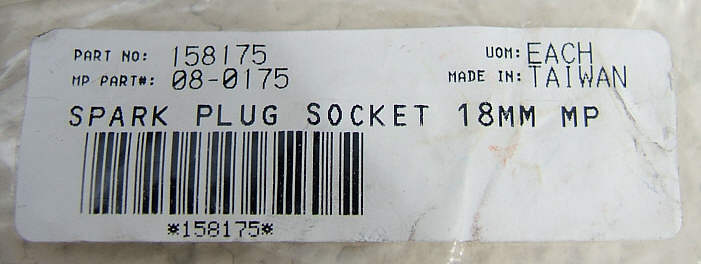 PART NO: 158175 UOM: EACH
MP PART#: 08-0175 MADE IN: TAIWAN
SPARK PLUG SOCKET 18MM MP
*158175*